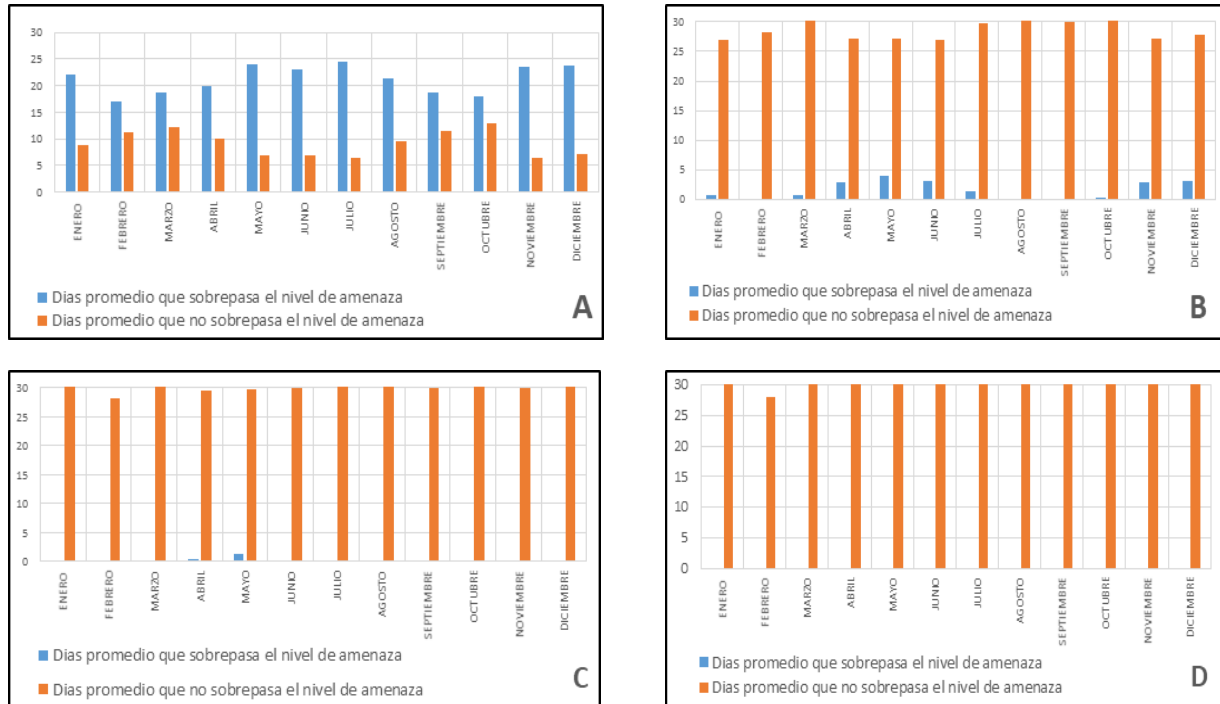 30
25
20
15
10
5
0
ENERO
FEBRERO
MARZO
ABRIL
MAYO
JUNIO
JULIO
AGOSTO
SEPTIEMBRE
OCTUBRE
NOVIEMBRE
DICIEMBRE
Dias promedio que sobrepasa el nivel de amenaza
Dias promedio que no sobrepasa el nivel de amenaza
A
30
25
20
15
10
5
0
ENERO
FEBRERO
MARZO
ABRIL
MAYO
JUNIO
JULIO
AGOSTO
SEPTIEMBRE
OCTUBRE
NOVIEMBRE
DICIEMBRE
Dias promedio que sobrepasa el nivel de amenaza
Dias promedio que no sobrepasa el nivel de amenaza
B
30
25
20
15
10
5
0
ENERO
FEBRERO
MARZO
ABRIL
MAYO
JUNIO
JULIO
AGOSTO
SEPTIEMBRE
OCTUBRE
NOVIEMBRE
DICIEMBRE
Dias promedio que sobrepasa el nivel de amenaza
Dias promedio que no sobrepasa el nivel de amenaza
C
30
25
20
15
10
5
0
ENERO
FEBRERO
MARZO
ABRIL
MAYO
JUNIO
JULIO
AGOSTO
SEPTIEMBRE
OCTUBRE
NOVIEMBRE
DICIEMBRE
Dias promedio que sobrepasa el nivel de amenaza
Dias promedio que no sobrepasa el nivel de amenaza
D